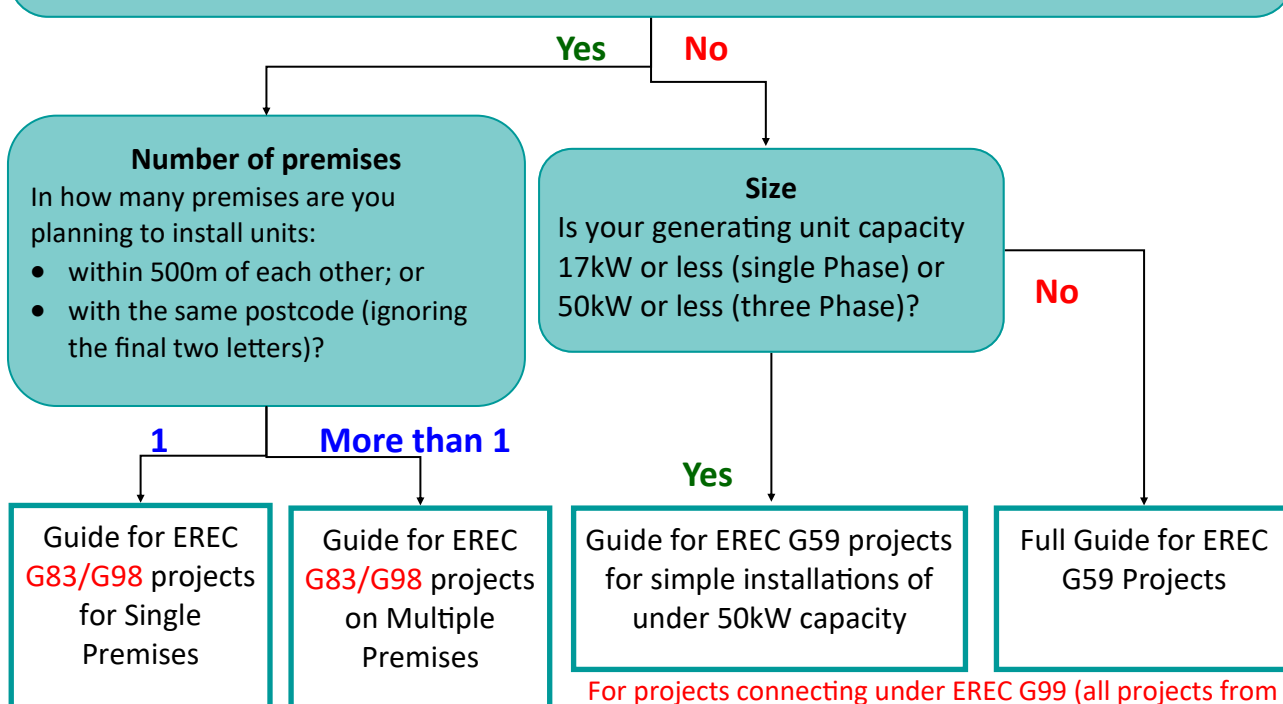 Yes
No
Number of premises
In how many premises are you
planning to install units:
• within 500m of each other; or
• with the same postcode (ignoring
the final two letters)?
Size
Is your generating unit capacity
17kW or less (single Phase) or
50kW or less (three Phase)?
No
1
More than 1
Yes
Guide for EREC
G83/G98 projects
for Single
Premises
Guide for EREC
G83/G98 projects
on Multiple
Premises
Guide for EREC G59 projects
for simple installations of
under 50kW capacity
Full Guide for EREC
G59 Projects
For projects connecting under EREC G99 (all projects from